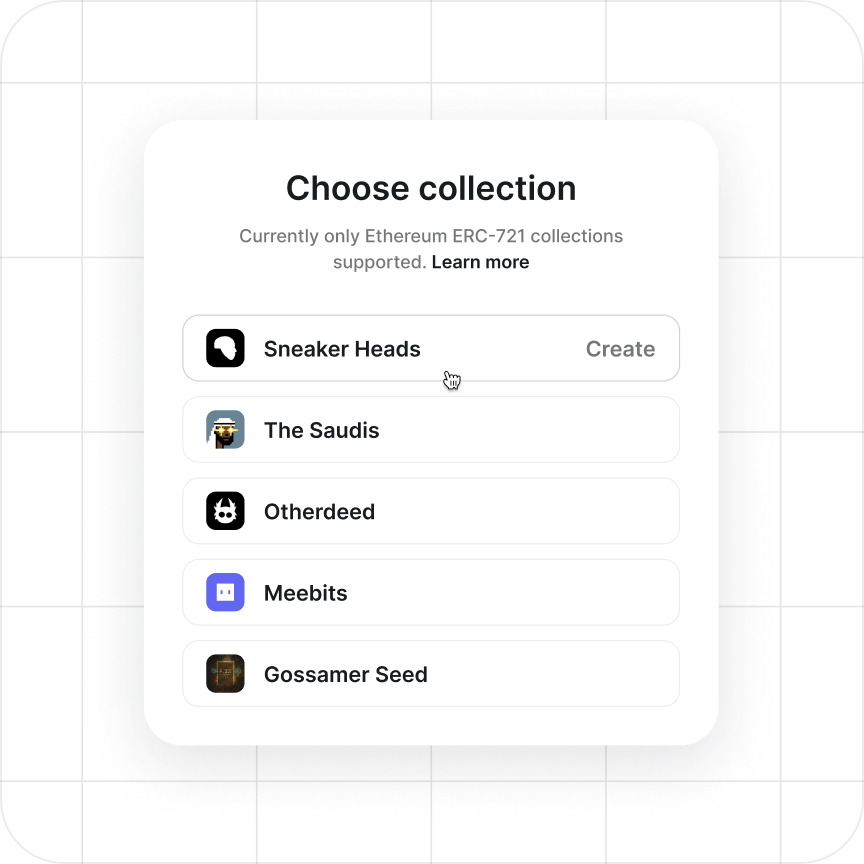 Choose collection
Currently only Ethereum ERC-721 collections
supported. Learn more
Sneaker Heads Create
The Saudis
Otherdeed
Meebits
Gossamer Seed